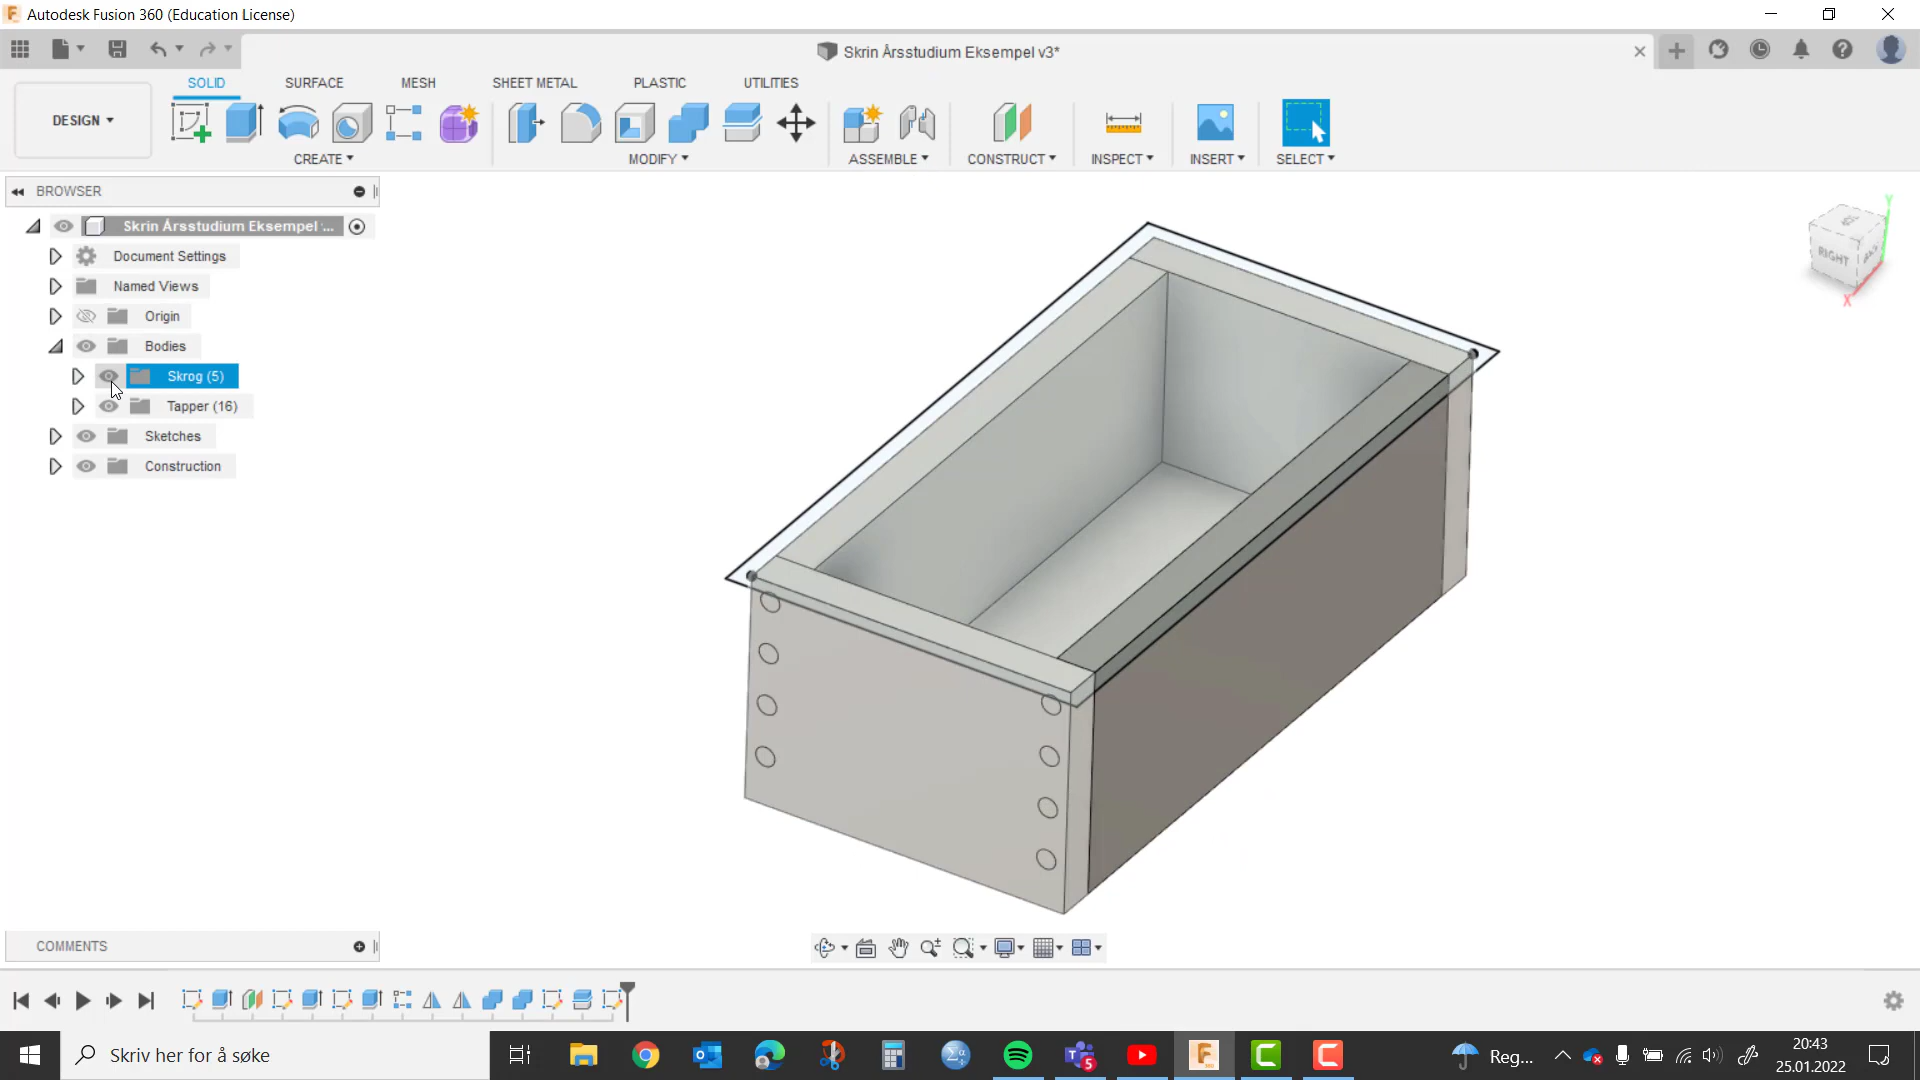 Autodesk Fusion 360 (Education License)
Skrin Årsstudium Eksempel v3*
SOLID SURFACE MESH SHEET METAL PLASTIC UTILITIES
DESIGN
CREATE MODIFY ASSEMBLE CONSTRUCT INSPECT INSERT SELECT
BROWSER
Skrin Årsstudium Eksempel '...
Document Settings
Named Views
Origin
Bodies
Skrog (5)
Tapper (16)
Sketches
Construction
Y
RIGHT
X
COMMENTS
Skriv her for å søke
5
Reg...
20:43
25.01.2022